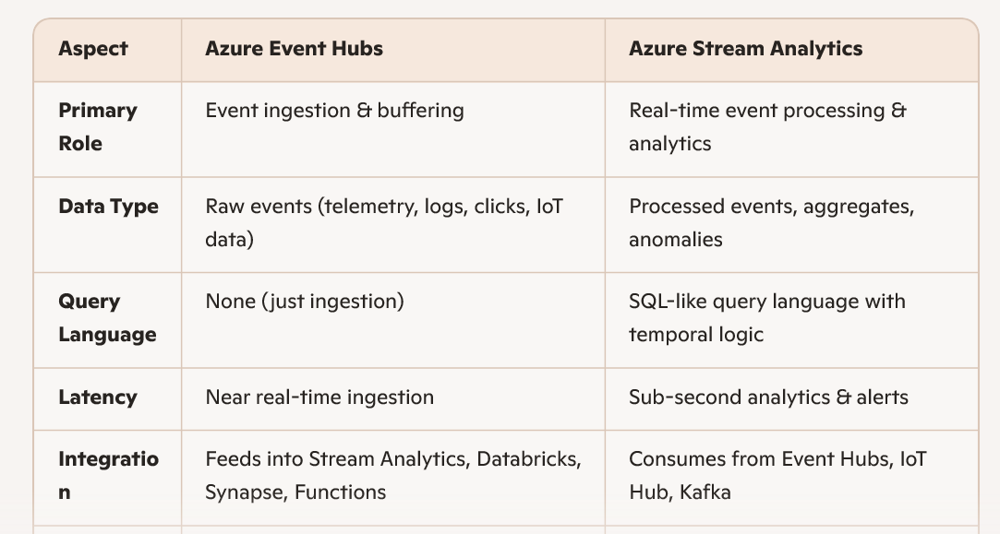 Aspect
Azure Event Hubs
Azure Stream Analytics
Primary
Role
Event ingestion & buffering
Real-time event processing &
analytics
Data Type
Raw events (telemetry, logs, clicks, IoT
data)
Processed events, aggregates,
anomalies
Query
Language
None (just ingestion)
SQL-like query language with
temporal logic
Latency
Near real-time ingestion
Sub-second analytics & alerts
Integratio
n
Feeds into Stream Analytics, Databricks,
Synapse, Functions
Consumes from Event Hubs, IoT
Hub, Kafka